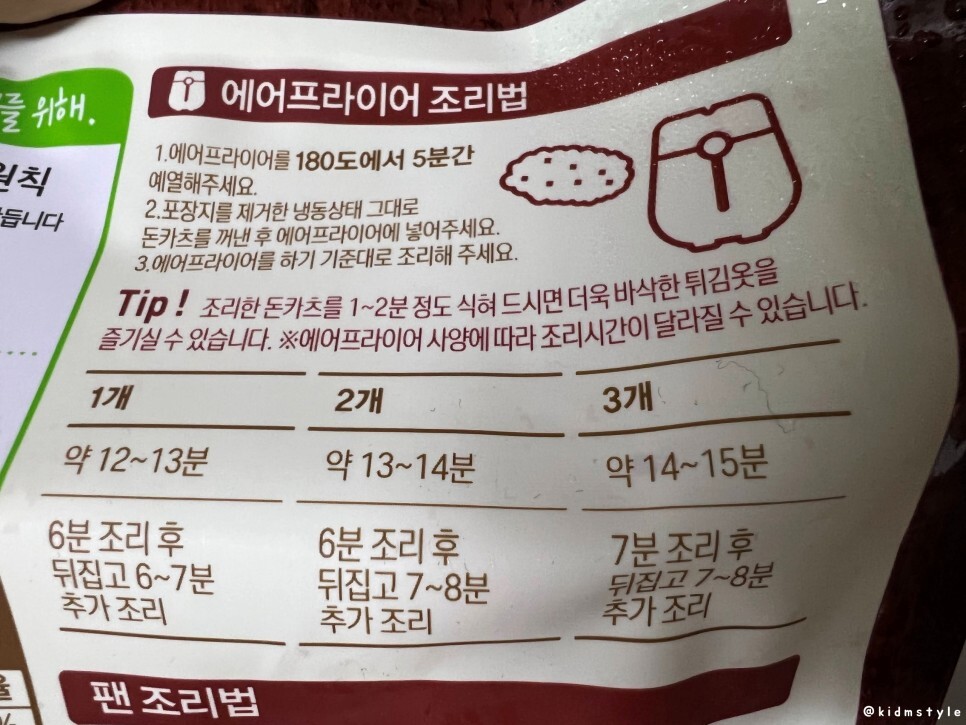 를 위해.
원칙
듭니다
에어프라이어 조리법
1.에어프라이어를 180도에서 5분간
예열해주세요.
2.포장지를 제거한 냉동상태 그대로
돈카츠를 꺼낸 후 에어프라이어에 넣어주세요.
3.에어프라이어를 하기 기준대로 조리해 주세요.
Tip ! 조리한 돈카츠를 1~2분 정도 식혀 드시면 더욱 바삭한 튀김옷을
즐기실 수 있습니다. ※에어프라이어 사양에 따라 조리시간이 달라질 수 있습니다.
1개 2개 3개
약 12~13분 약 13~14분 약 14~15분
6분 조리 후 6분 조리 후 7분 조리 후
뒤집고 6~7분 뒤집고 7~8분 뒤집고 7~8분
추가 조리 추가 조리 추가 조리
팬 조리법
@kidmstyle